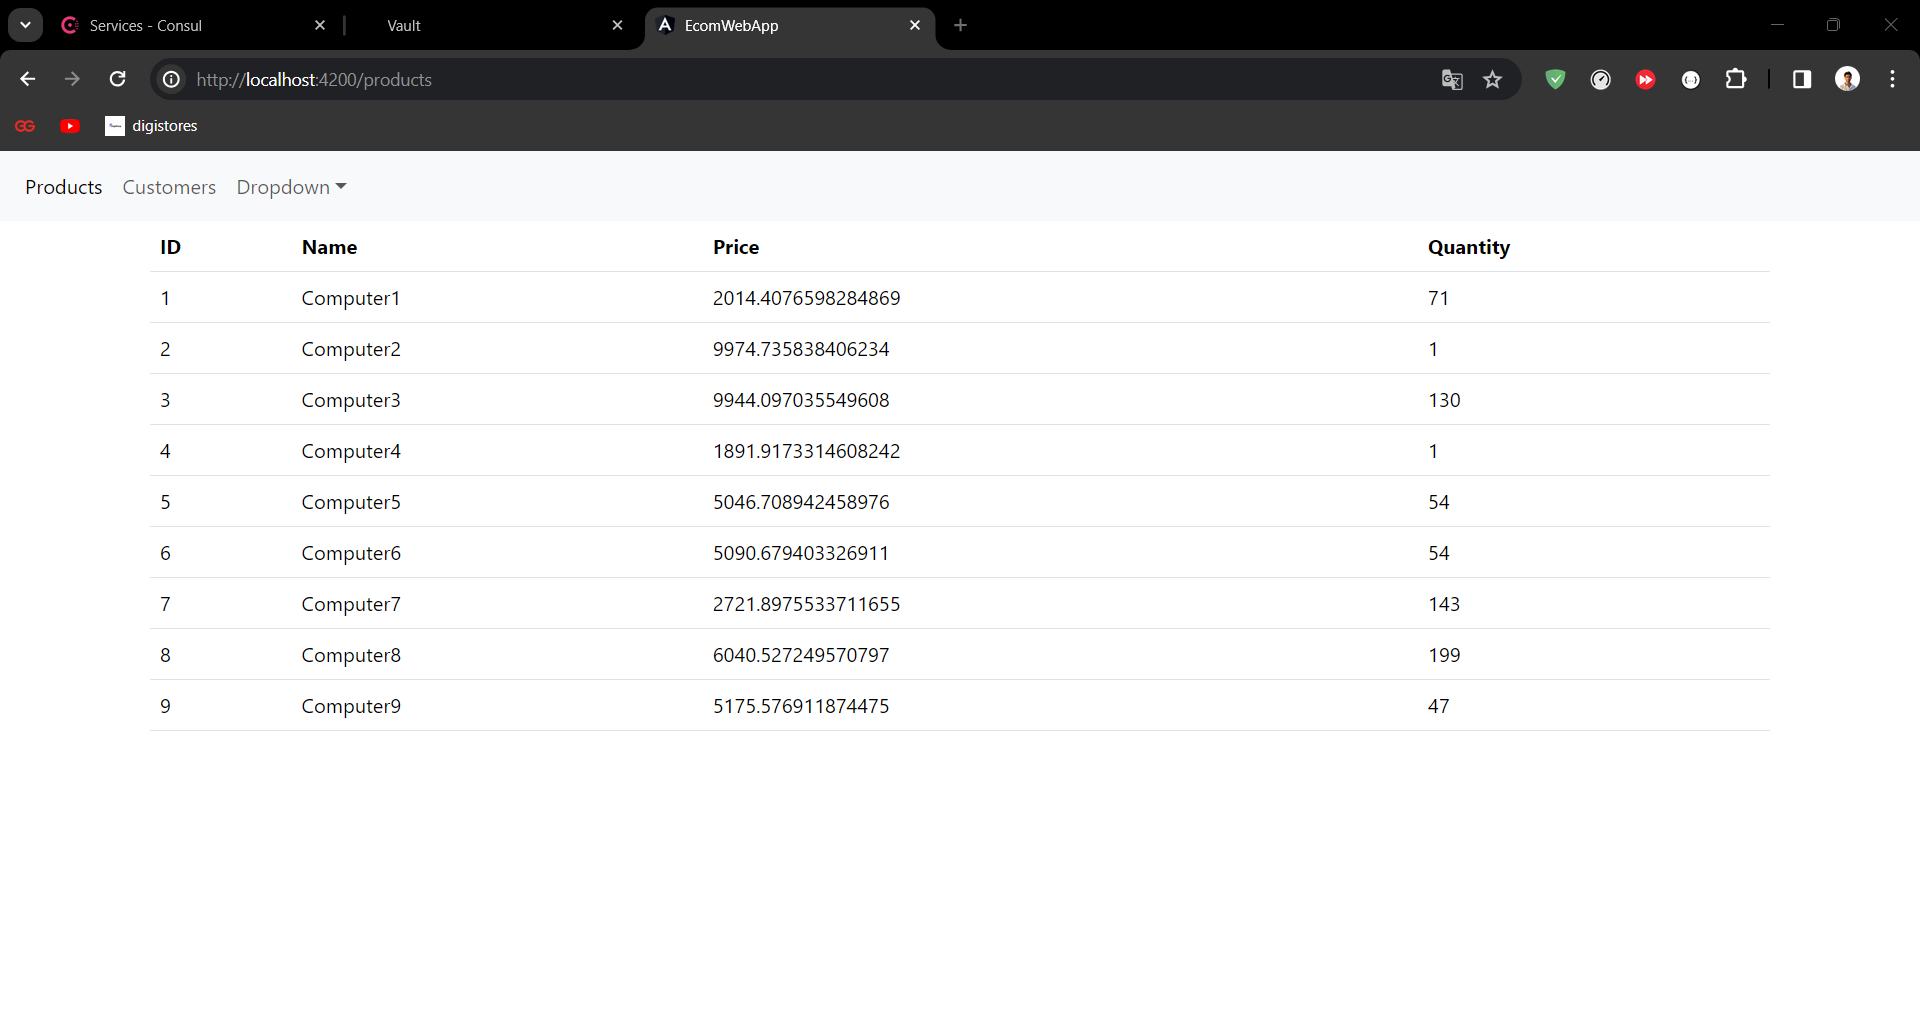 Services - Consul
Vault
EcomWebApp
http://localhost:4200/products
GG
digistores
Products Customers Dropdown
ID Name Price Quantity
1 Computer1 2014.4076598284869 71
2 Computer2 9974.735838406234 1
3 Computer3 9944.097035549608 130
4 Computer4 1891.9173314608242 1
5 Computer5 5046.708942458976 54
6 Computer6 5090.679403326911 54
7 Computer7 2721.8975533711655 143
8 Computer8 6040.527249570797 199
9 Computer9 5175.576911874475 47